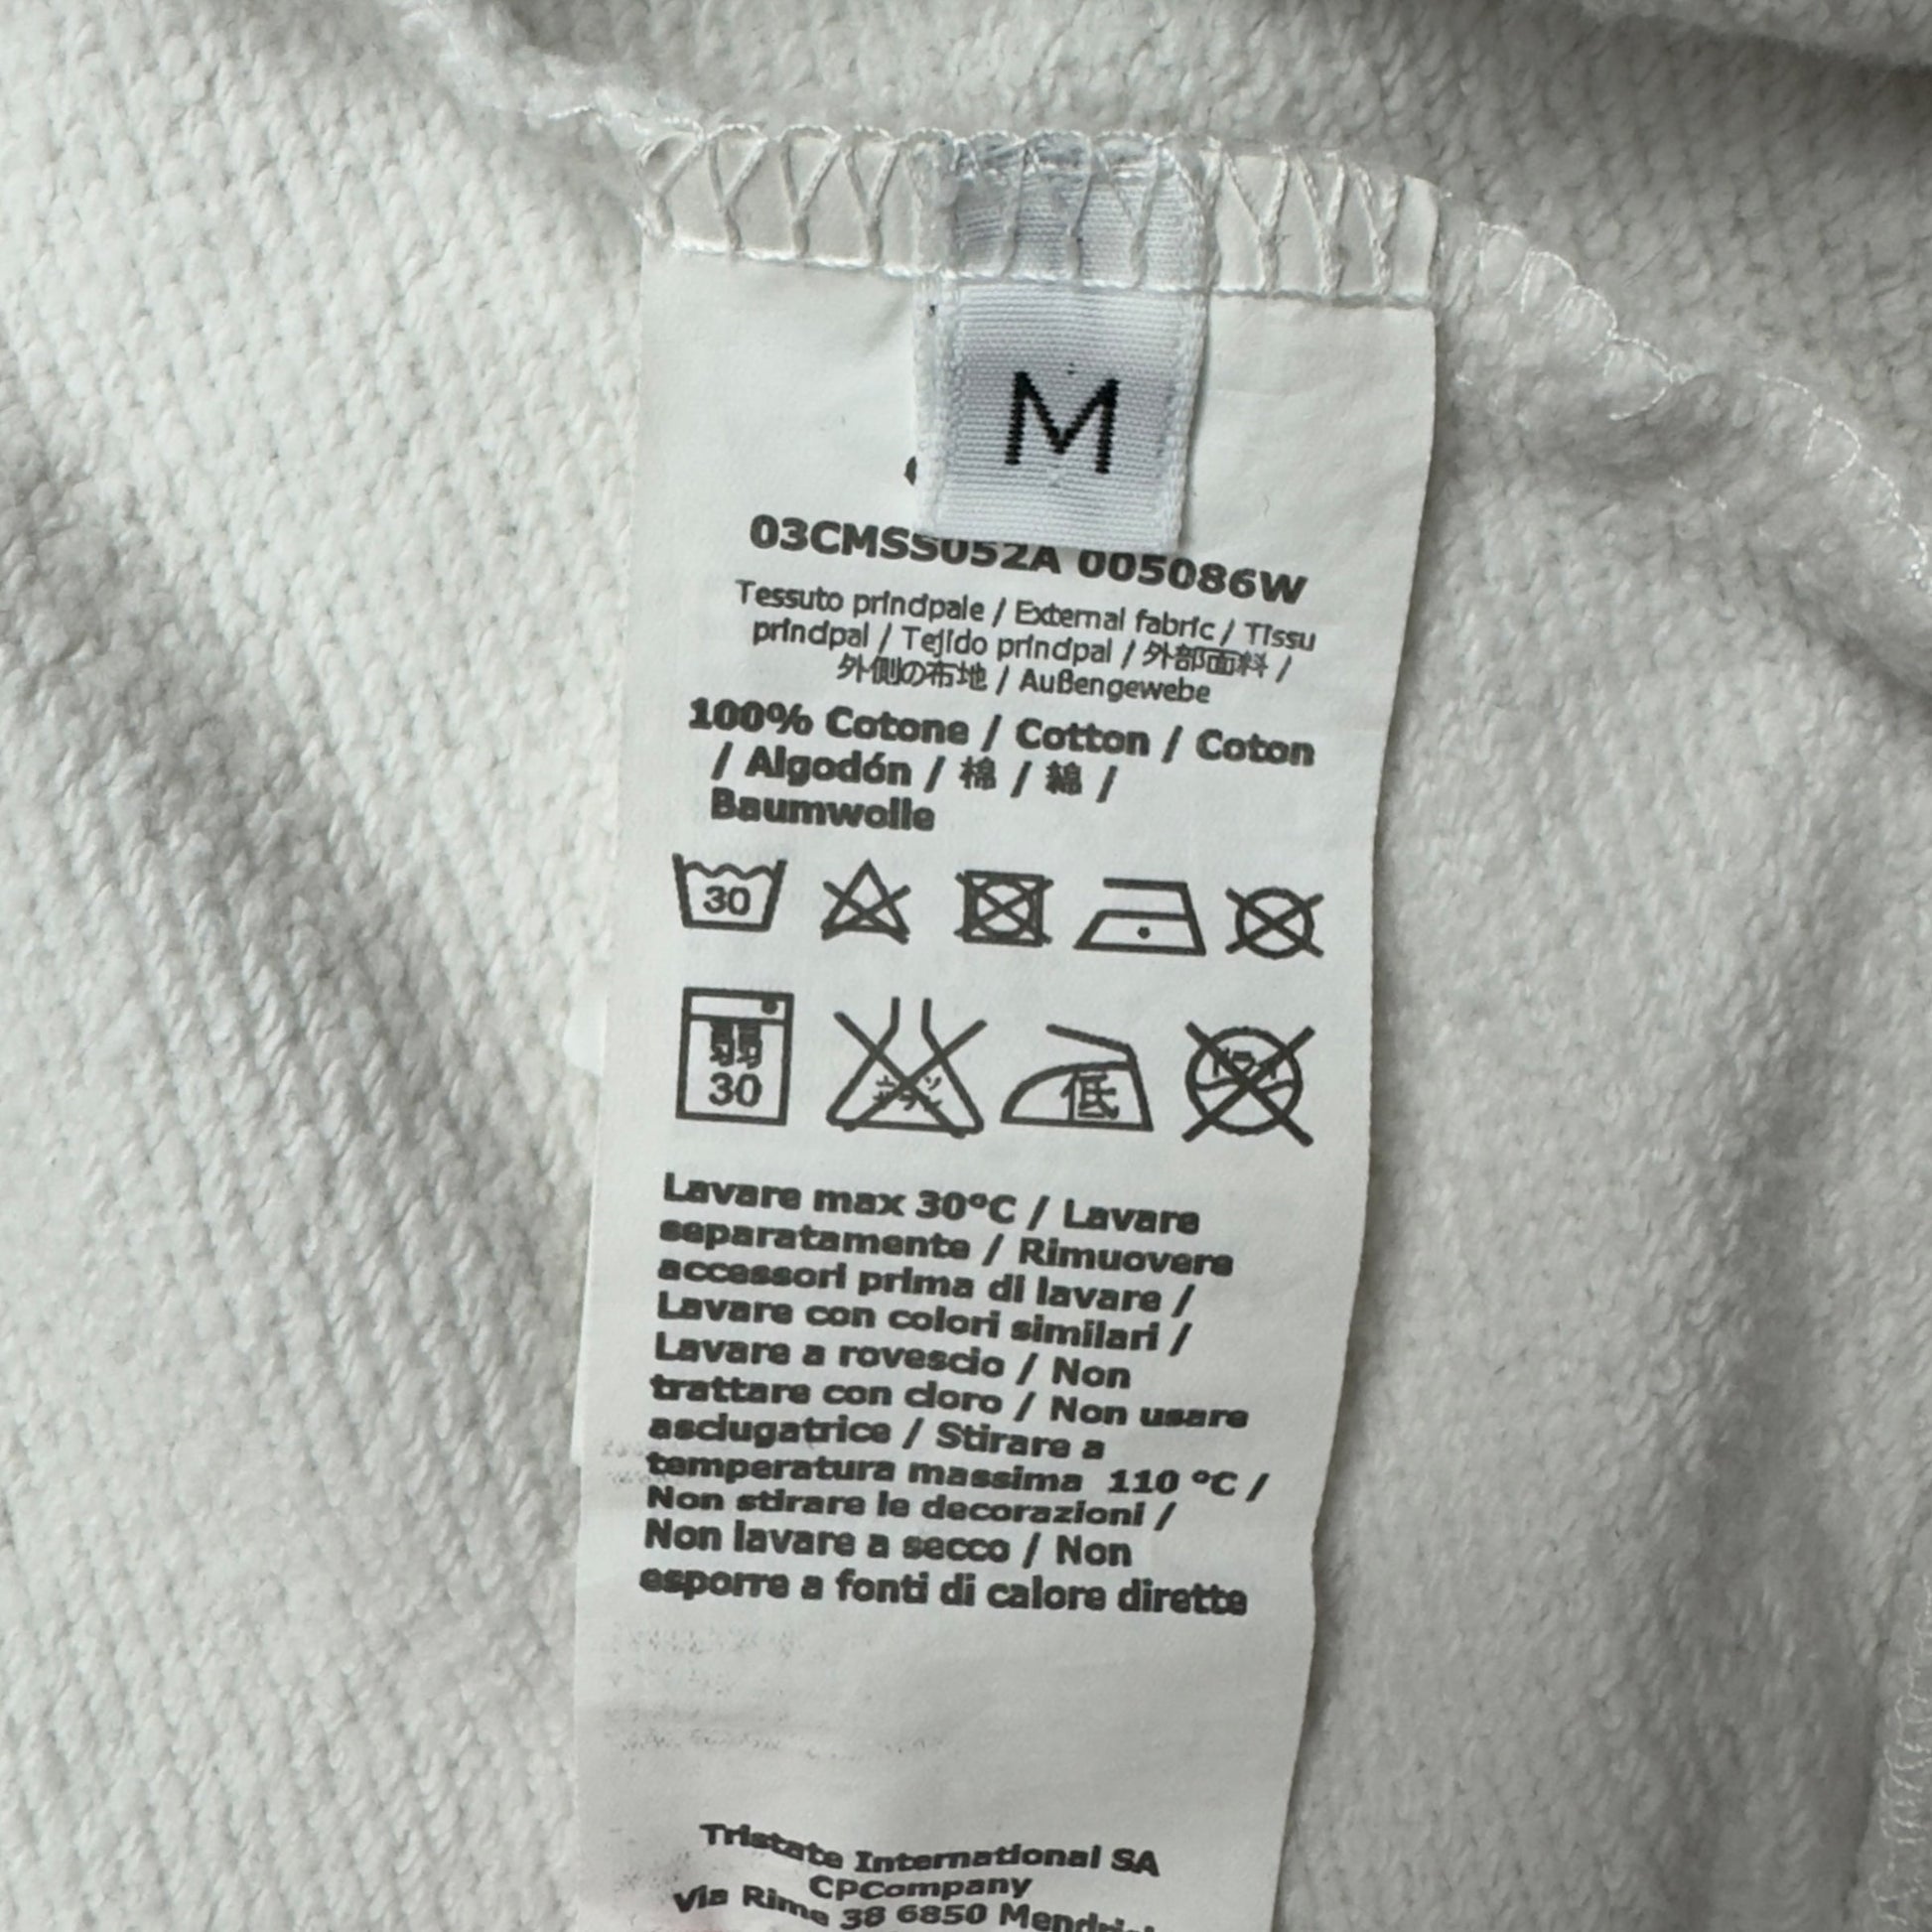 M
03CMSS052A 005086W
Tessuto principale / External fabric / Tissu
principal / Tejido principal / 外部面料 /
外側の布地 / Außengewebe
100% Cotone / Cotton / Coton
/ Algodón / 棉 / 綿 /
Baumwolle
30
30
低
Lavare max 30°C / Lavare
separatamente / Rimuovere
accessori prima di lavare /
Lavare con colori similari /
Lavare a rovescio / Non
trattare con cloro / Non usare
asciugatrice / Stirare a
temperatura massima 110 °C /
Non stirare le decorazioni /
Non lavare a secco / Non
esporre a fonti di calore dirette
Tristate International SA
CPCompany
Via Rime 38 6850